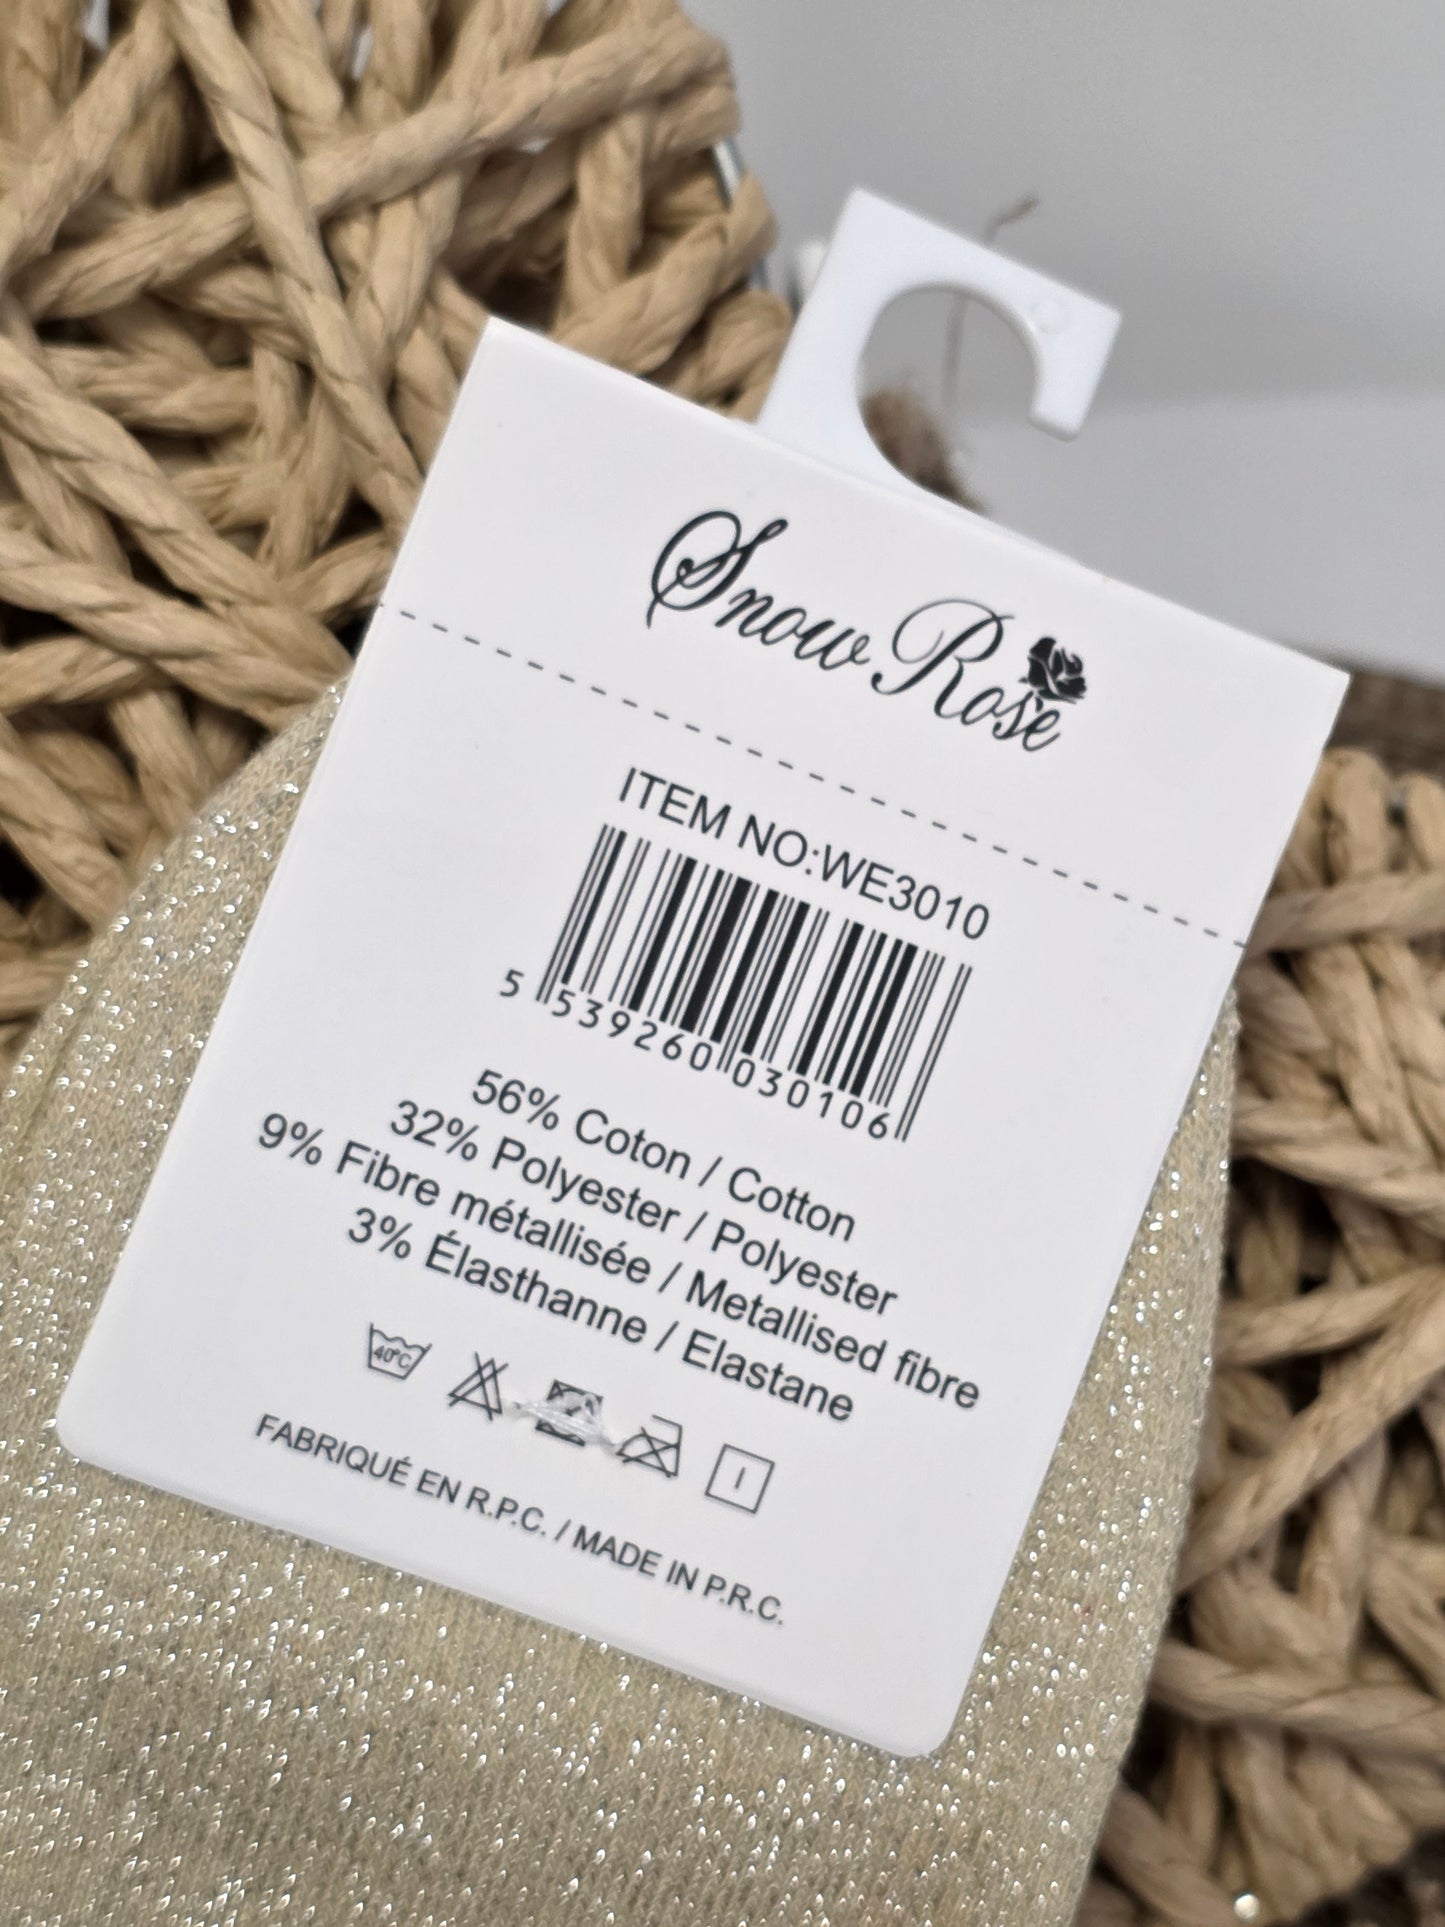 Snow Rose
ITEM NO:WE3010
5 539260 030106
56% Coton / Cotton
32% Polyester / Polyester
9% Fibre métallisée / Metallised fibre
3% Élasthanne / Elastane
40°C
FABRIQUÉ EN R.P.C. / MADE IN P.R.C.